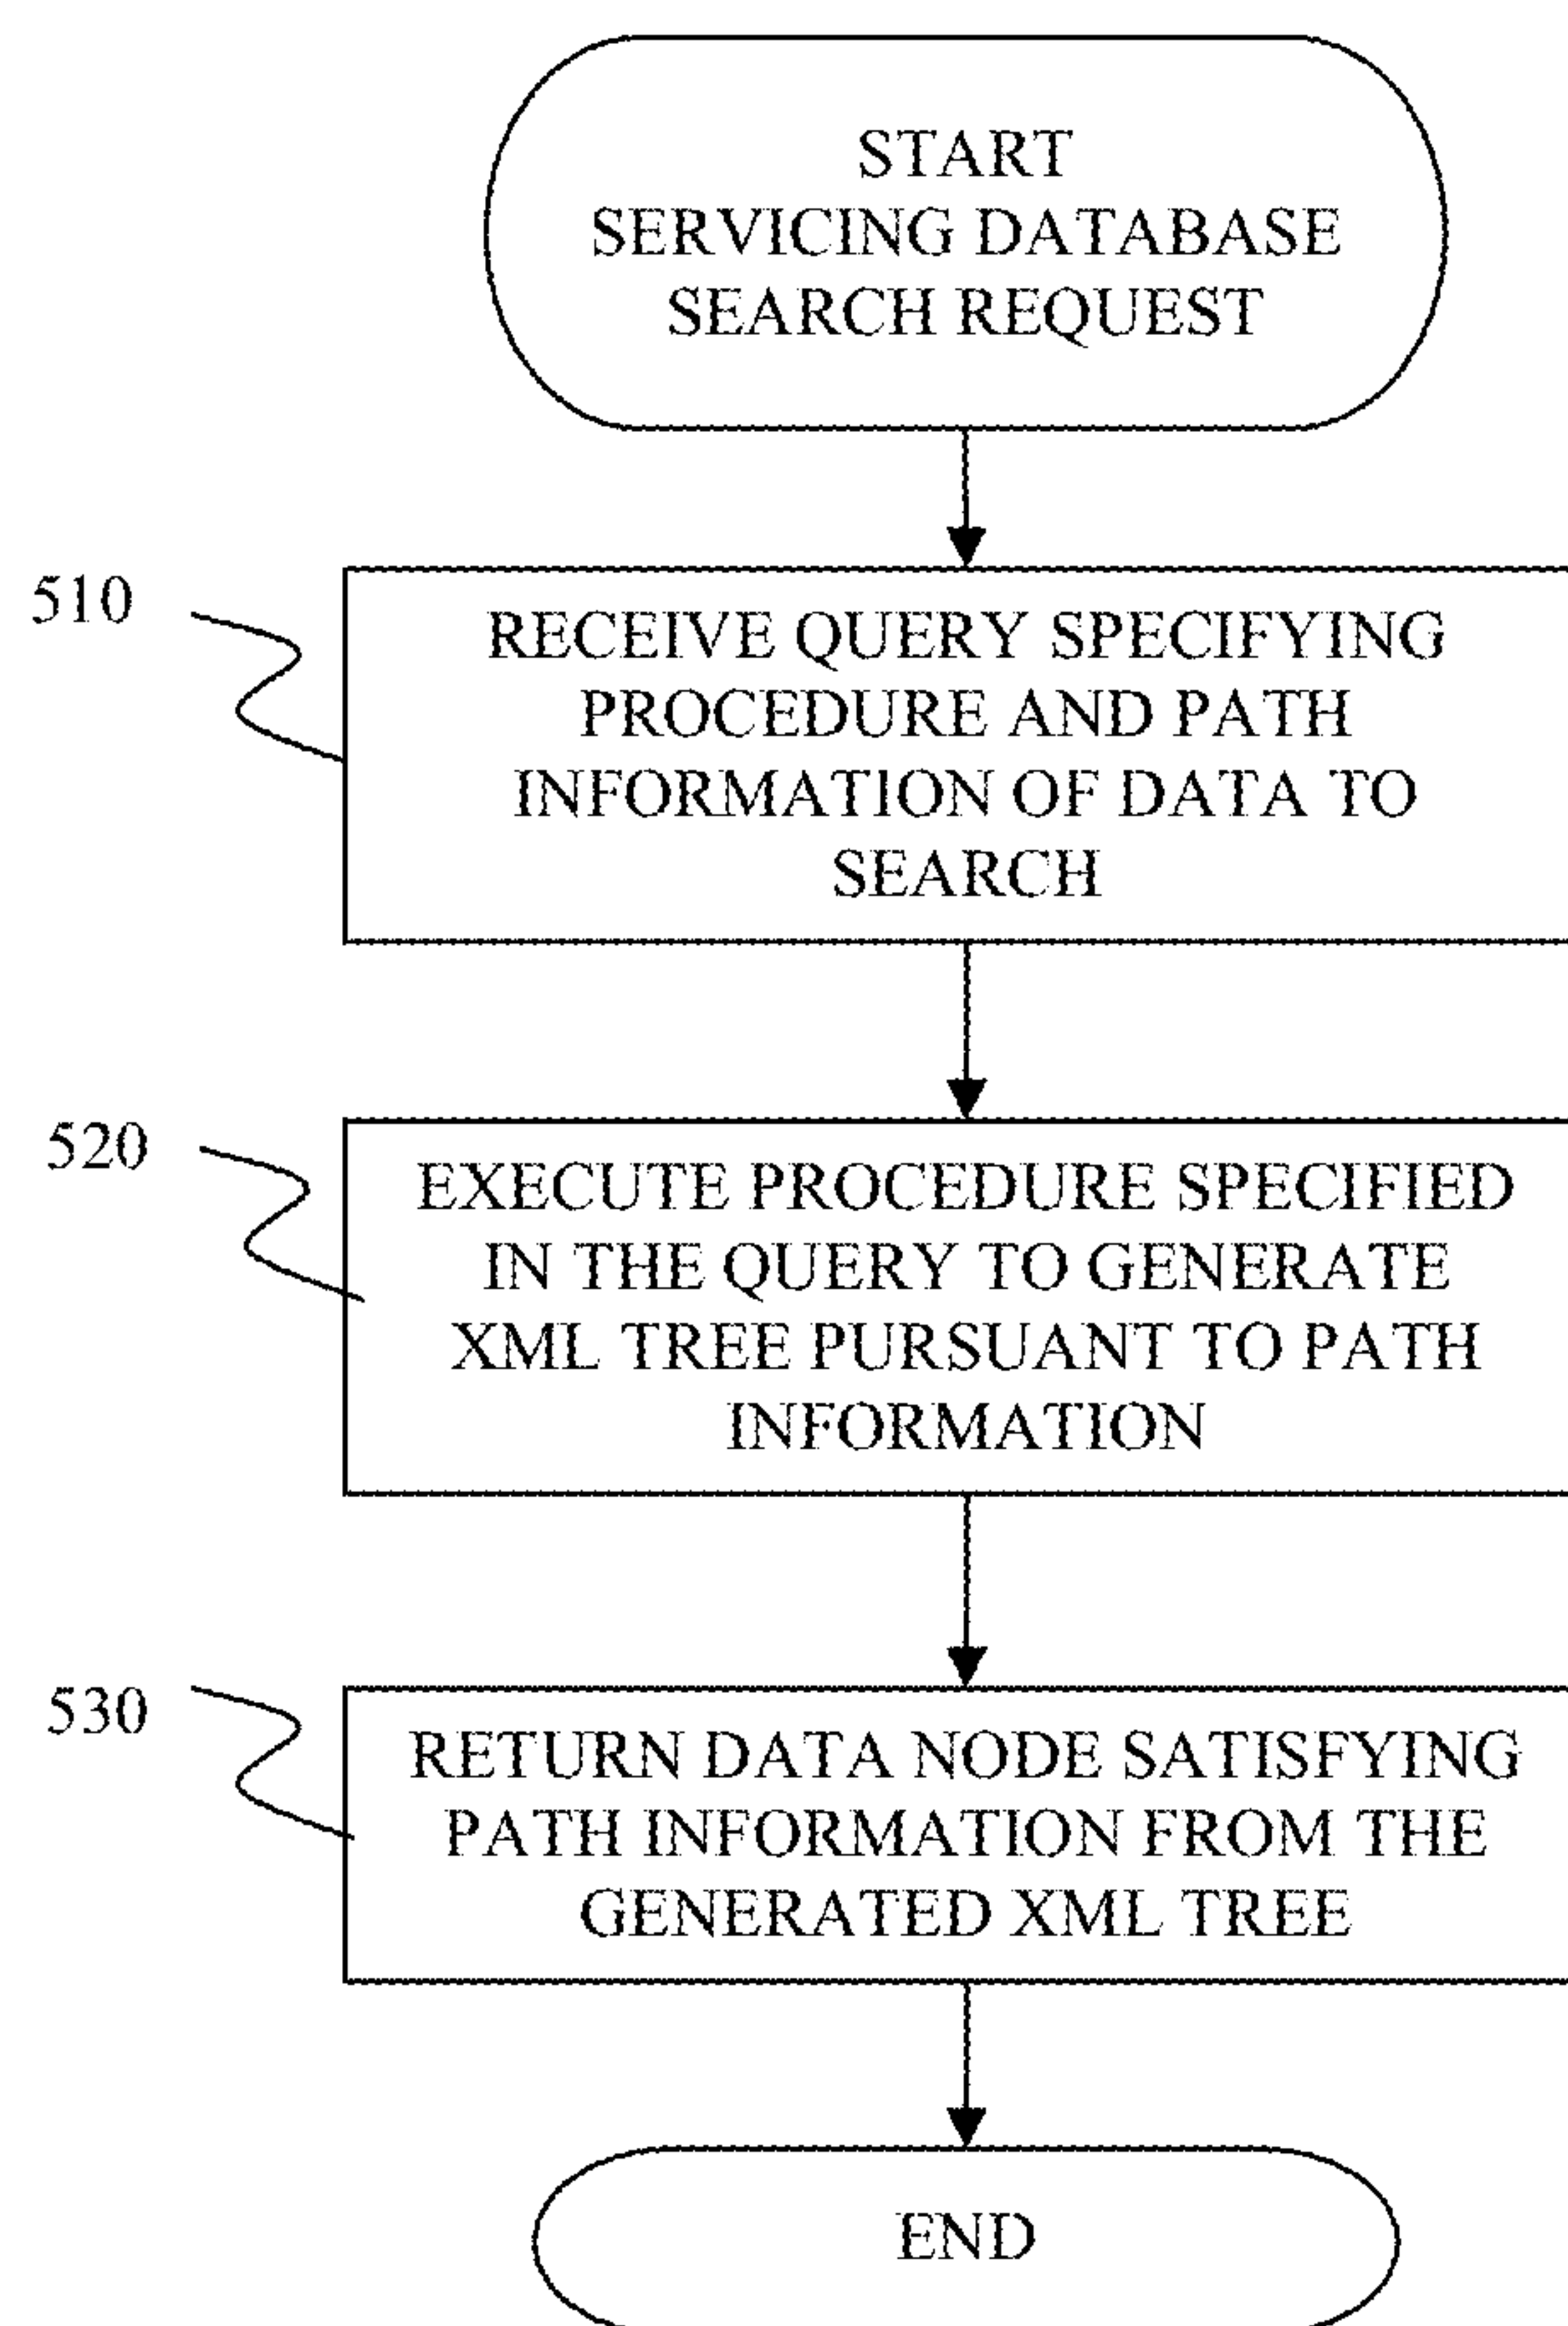 START
SERVICING DATABASE
SEARCH REQUEST
510
RECEIVE QUERY SPECIFYING
PROCEDURE AND PATH
INFORMATION OF DATA TO
SEARCH
520
EXECUTE PROCEDURE SPECIFIED
IN THE QUERY TO GENERATE
XML TREE PURSUANT TO PATH
INFORMATION
530
RETURN DATA NODE SATISFYING
PATH INFORMATION FROM THE
GENERATED XML TREE
END